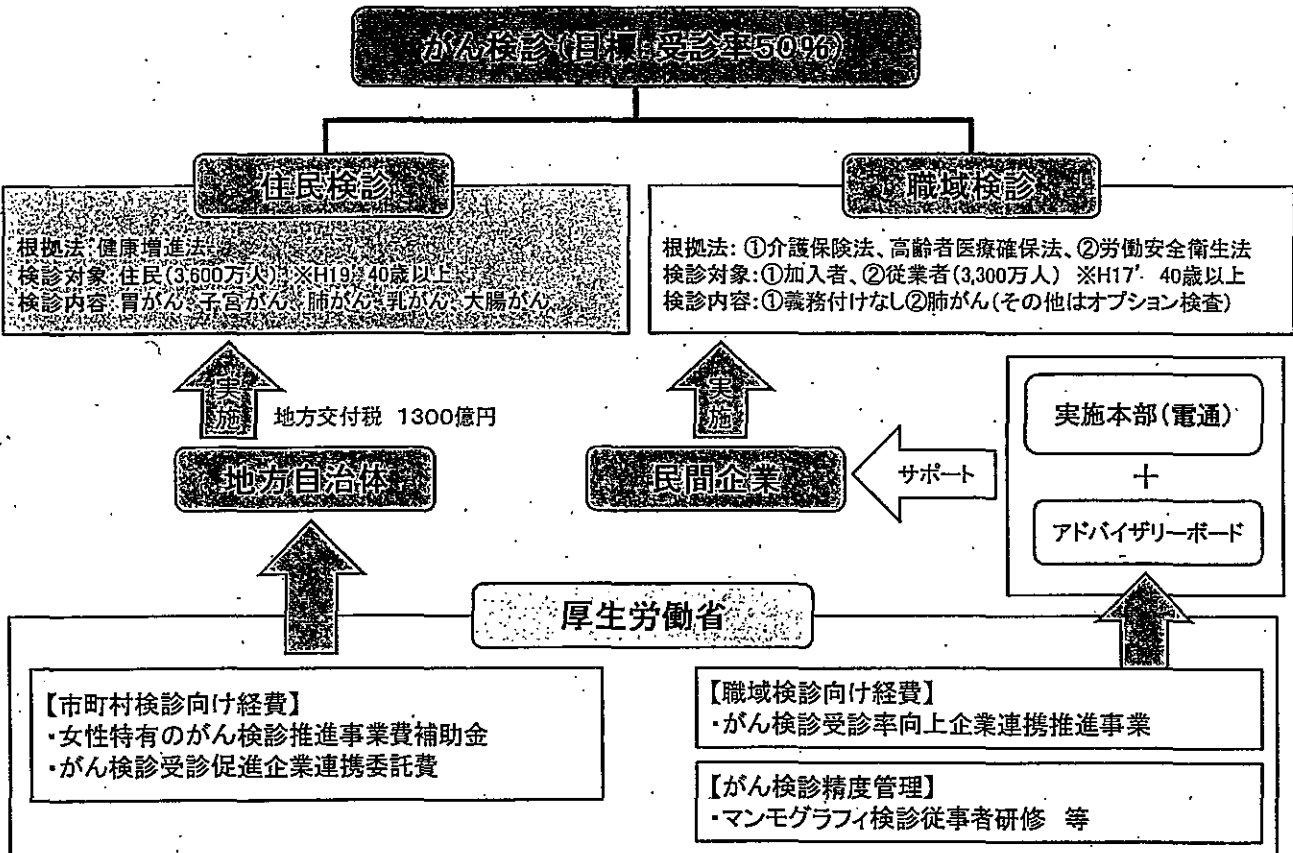 がん検診(目標:受診率50%)
住民検診
根拠法:健康増進法
検診対象:住民(3,600万人) ※H19 40歳以上
検診内容:胃がん、子宮がん、肺がん、乳がん、大腸がん
職域検診
根拠法:①介護保険法、高齢者医療確保法、②労働安全衛生法
検診対象:①加入者、②従業者(3,300万人) ※H17 40歳以上
検診内容:①義務付けなし②肺がん(その他はオプション検査)
実施
地方交付税 1300億円
地方自治体
実施
民間企業
サポート
実施本部(電通)
+
アドバイザリーボード
厚生労働省
【市町村検診向け経費】
・女性特有のがん検診推進事業費補助金
・がん検診受診促進企業連携委託費
【職域検診向け経費】
・がん検診受診率向上企業連携推進事業
【がん検診精度管理】
・マンモグラフィ検診従事者研修 等